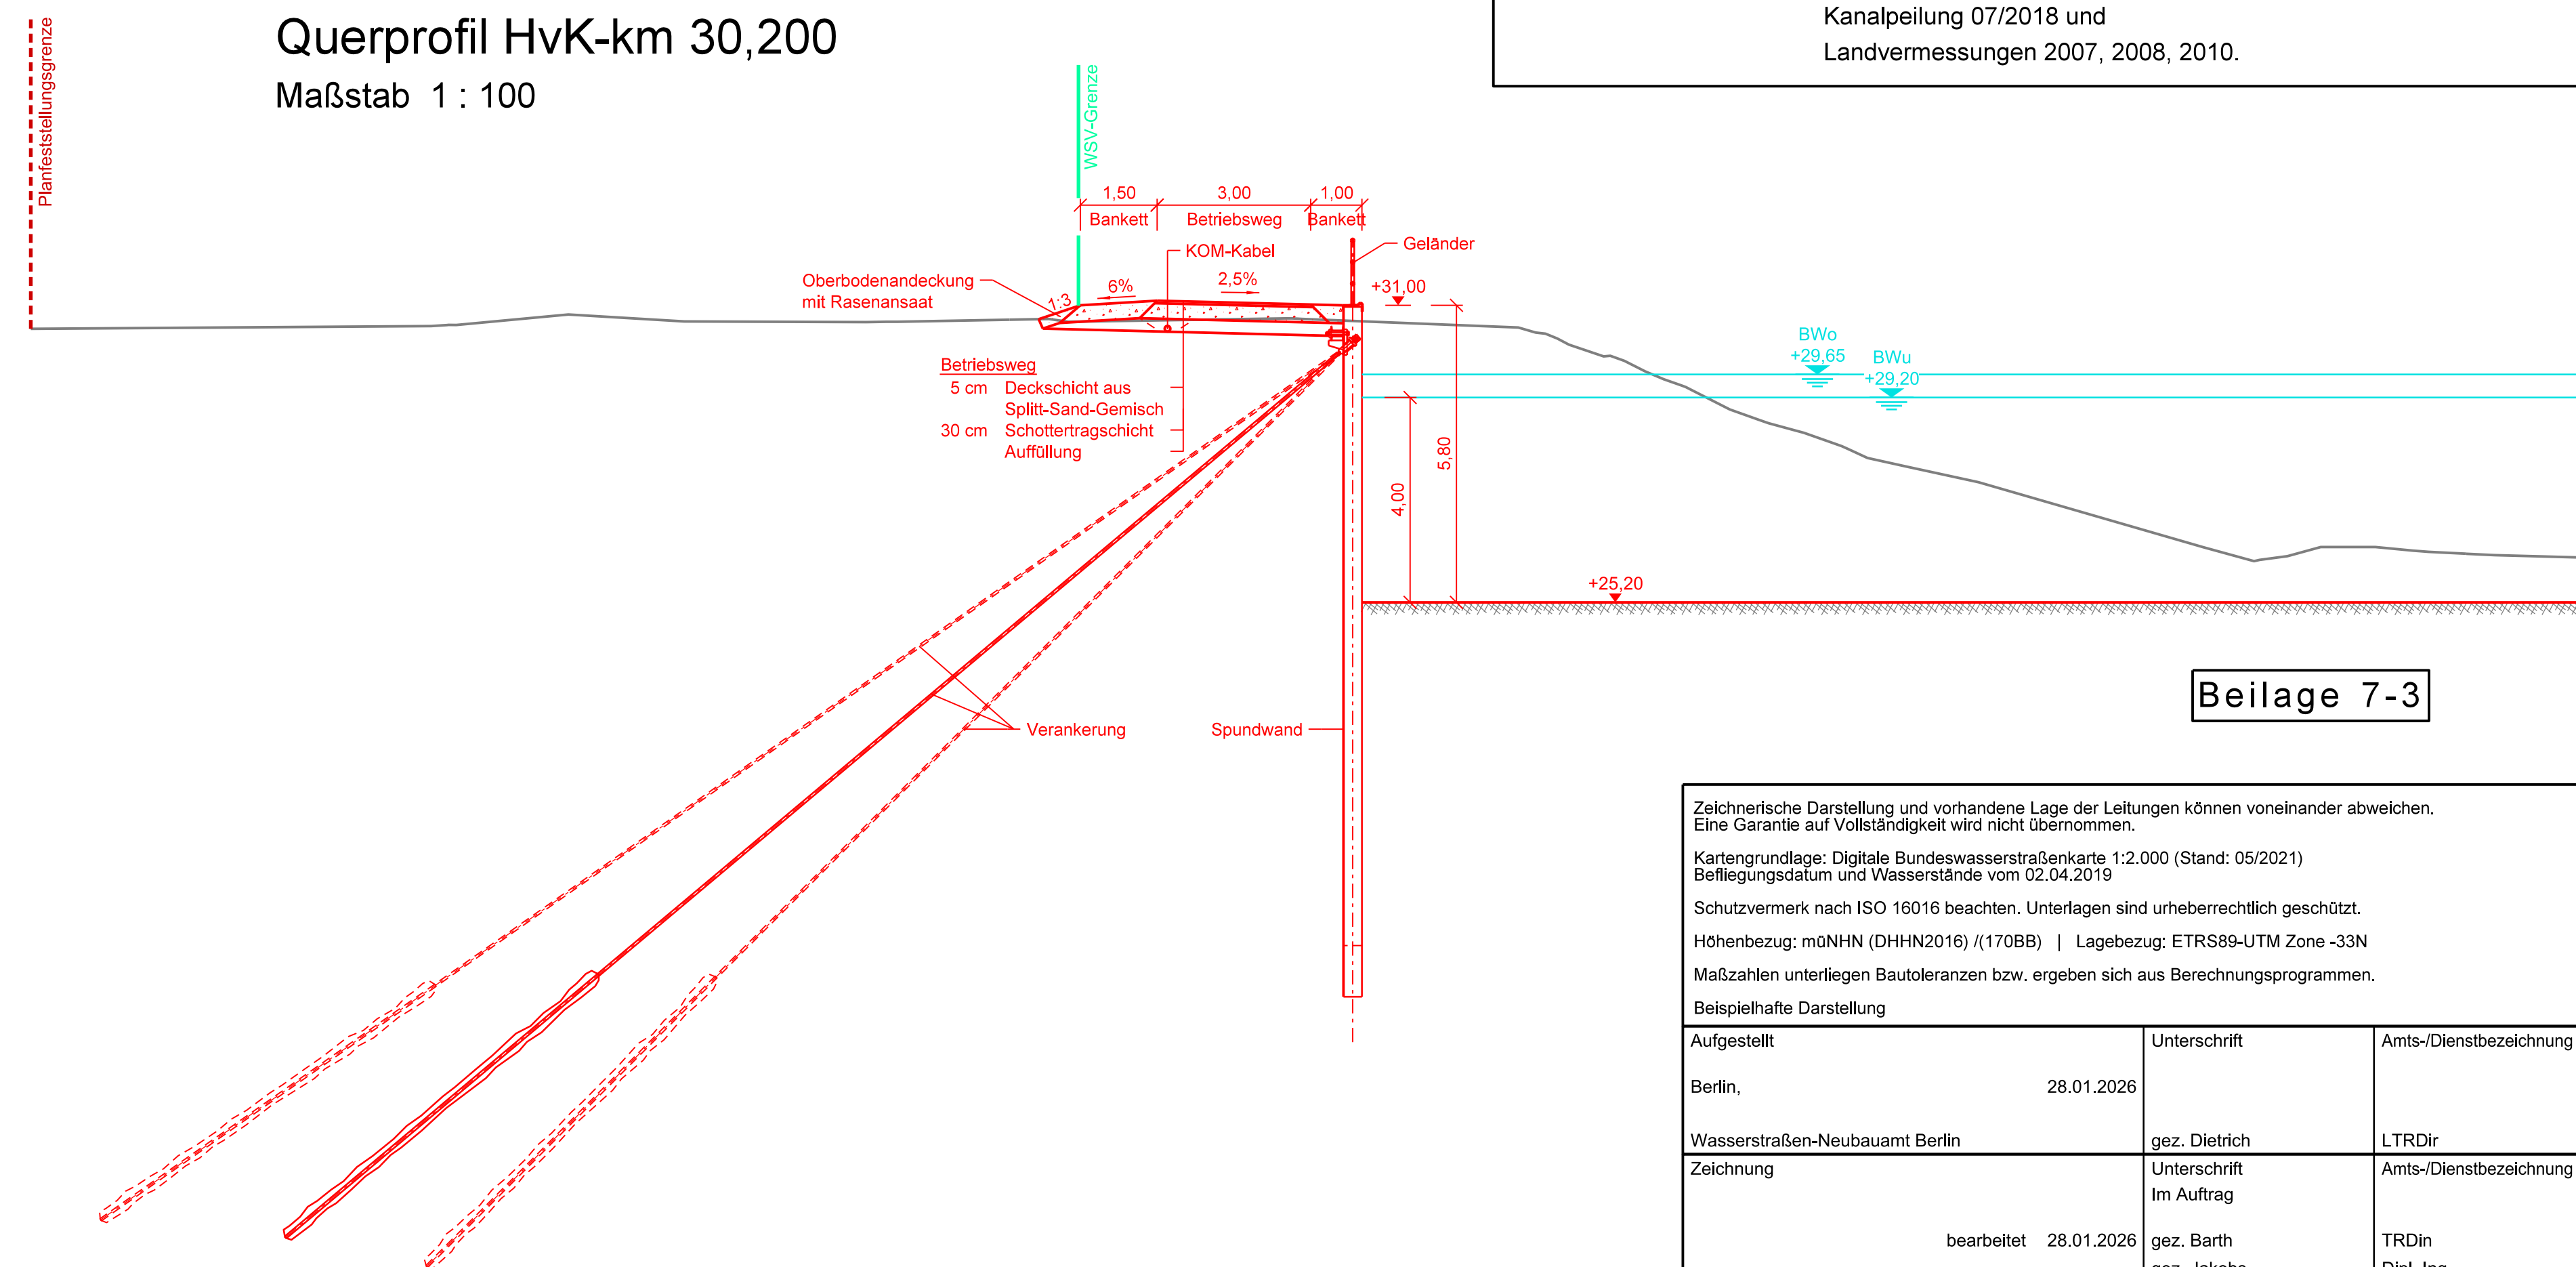 Planfeststellungsgrenze
Querprofil HvK-km 30,200
Maßstab 1 : 100
Kanalpeilung 07/2018 und
Landvermessungen 2007, 2008, 2010.
WSV-Grenze
1,50 3,00 1,00
Bankett Betriebsweg Bankett
KOM-Kabel
Geländer
Oberbodenandeckung
mit Rasenansaat
1:3
6%
2,5%
+31,00
BWo
+29,65
BWu
+29,20
Betriebsweg
5 cm Deckschicht aus
Splitt-Sand-Gemisch
30 cm Schottertragschicht
Auffüllung
5,80
4,00
+25,20
Verankerung
Spundwand
Beilage 7-3
Zeichnerische Darstellung und vorhandene Lage der Leitungen können voneinander abweichen.
Eine Garantie auf Vollständigkeit wird nicht übernommen.
Kartengrundlage: Digitale Bundeswasserstraßenkarte 1:2.000 (Stand: 05/2021)
Befliegungsdatum und Wasserstände vom 02.04.2019
Schutzvermerk nach ISO 16016 beachten. Unterlagen sind urheberrechtlich geschützt.
Höhenbezug: müNHN (DHHN2016) /(170BB) | Lagebezug: ETRS89-UTM Zone -33N
Maßzahlen unterliegen Bautoleranzen bzw. ergeben sich aus Berechnungsprogrammen.
Beispielhafte Darstellung
Aufgestellt Unterschrift Amts-/Dienstbezeichnung
Berlin, 28.01.2026
Wasserstraßen-Neubauamt Berlin gez. Dietrich LTRDir
Zeichnung Unterschrift Amts-/Dienstbezeichnung
Im Auftrag
bearbeitet 28.01.2026 gez. Barth TRDin